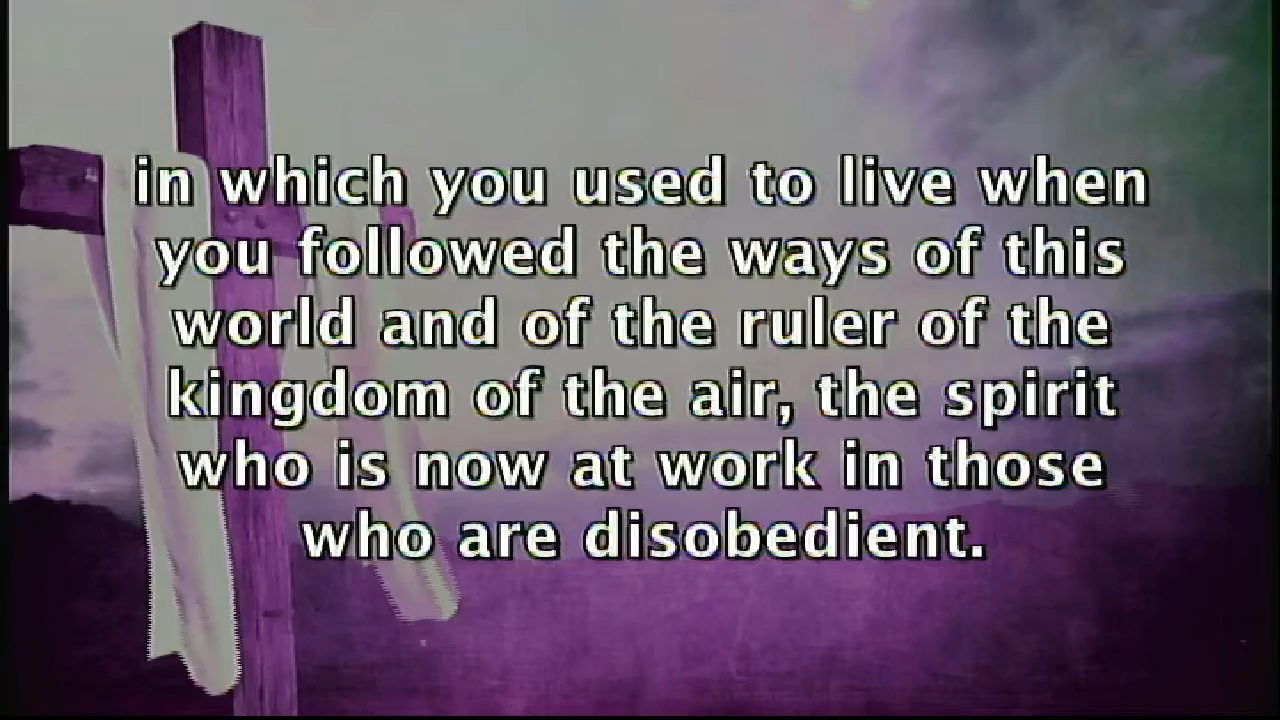 in which you used to live when
you followed the ways of this
world and of the ruler of the
kingdom of the air, the spirit
who is now at work in those
who are disobedient.